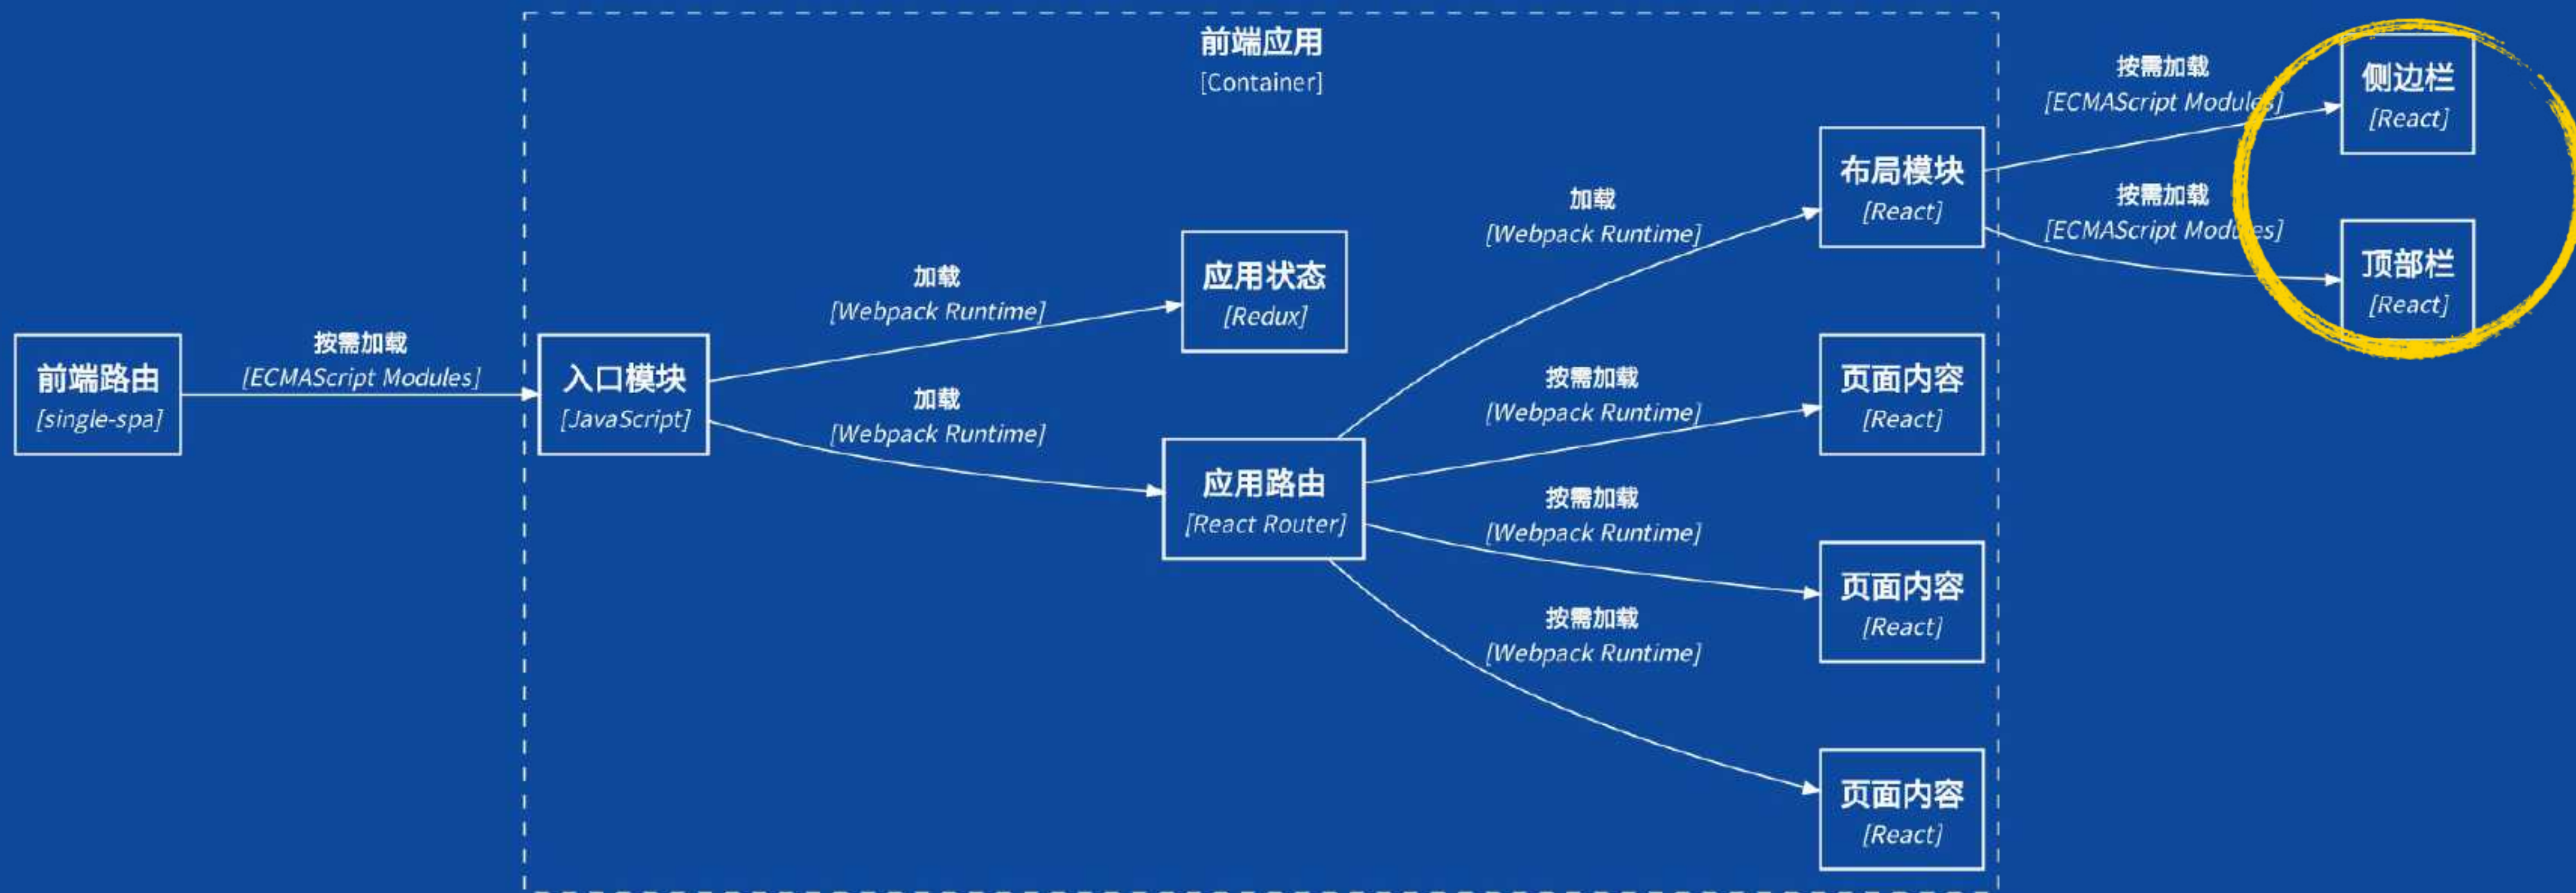 前端应用
[Container]
前端路由
[single-spa]
按需加载
[ECMAScript Modules]
入口模块
[JavaScript]
加载
[Webpack Runtime]
应用状态
[Redux]
加载
[Webpack Runtime]
应用路由
[React Router]
加载
[Webpack Runtime]
布局模块
[React]
按需加载
[Webpack Runtime]
页面内容
[React]
按需加载
[Webpack Runtime]
页面内容
[React]
按需加载
[Webpack Runtime]
页面内容
[React]
按需加载
[ECMAScript Modules]
侧边栏
[React]
按需加载
[ECMAScript Modules]
顶部栏
[React]